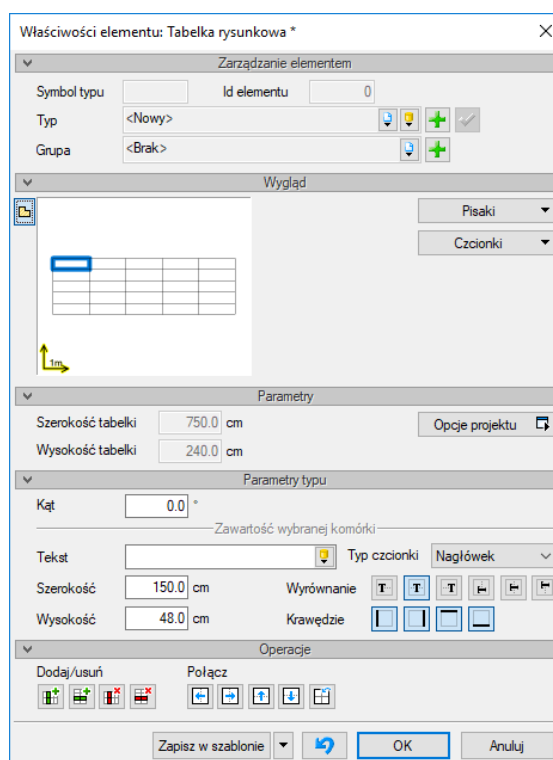 Właściwości elementu: Tabelka rysunkowa *
Zarządzanie elementem
Symbol typu Id elementu 0
Typ <Nowy>
Grupa <Brak>
Wygląd
Pisaki
Czcionki
1m
Parametry
Szerokość tabelki 750.0 cm Opcje projektu
Wysokość tabelki 240.0 cm
Parametry typu
Kąt 0.0 °
Zawartość wybranej komórki
Tekst Typ czcionki Nagłówek
Szerokość 150.0 cm Wyrównanie T T T
Wysokość 48.0 cm Krawędzie
Operacje
Dodaj/usuń Połącz
Zapisz w szablonie OK Anuluj